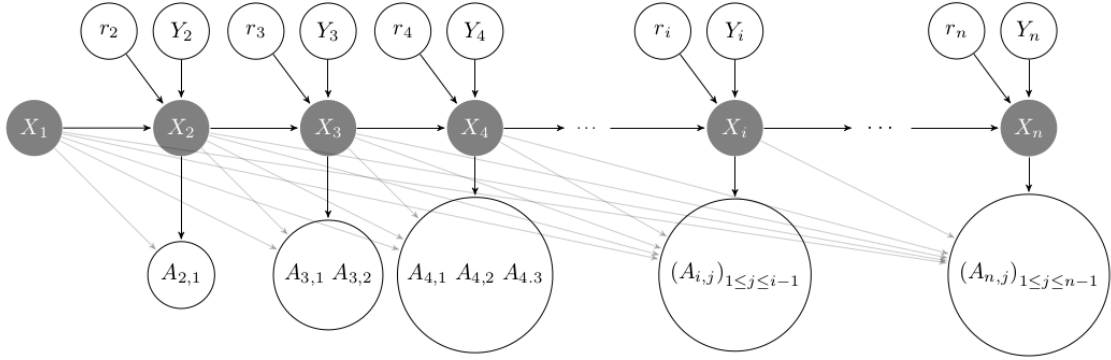 r₂ Y₂ r₃ Y₃ r₄ Y₄ rᵢ Yᵢ rₙ Yₙ
X₁ X₂ X₃ X₄ ... Xᵢ ... Xₙ
A₂,₁ A₃,₁ A₃,₂ A₄,₁ A₄,₂ A₄.₃ (Aᵢ,ⱼ)₁≤ⱼ≤ᵢ₋₁ (Aₙ,ⱼ)₁≤ⱼ≤ₙ₋₁